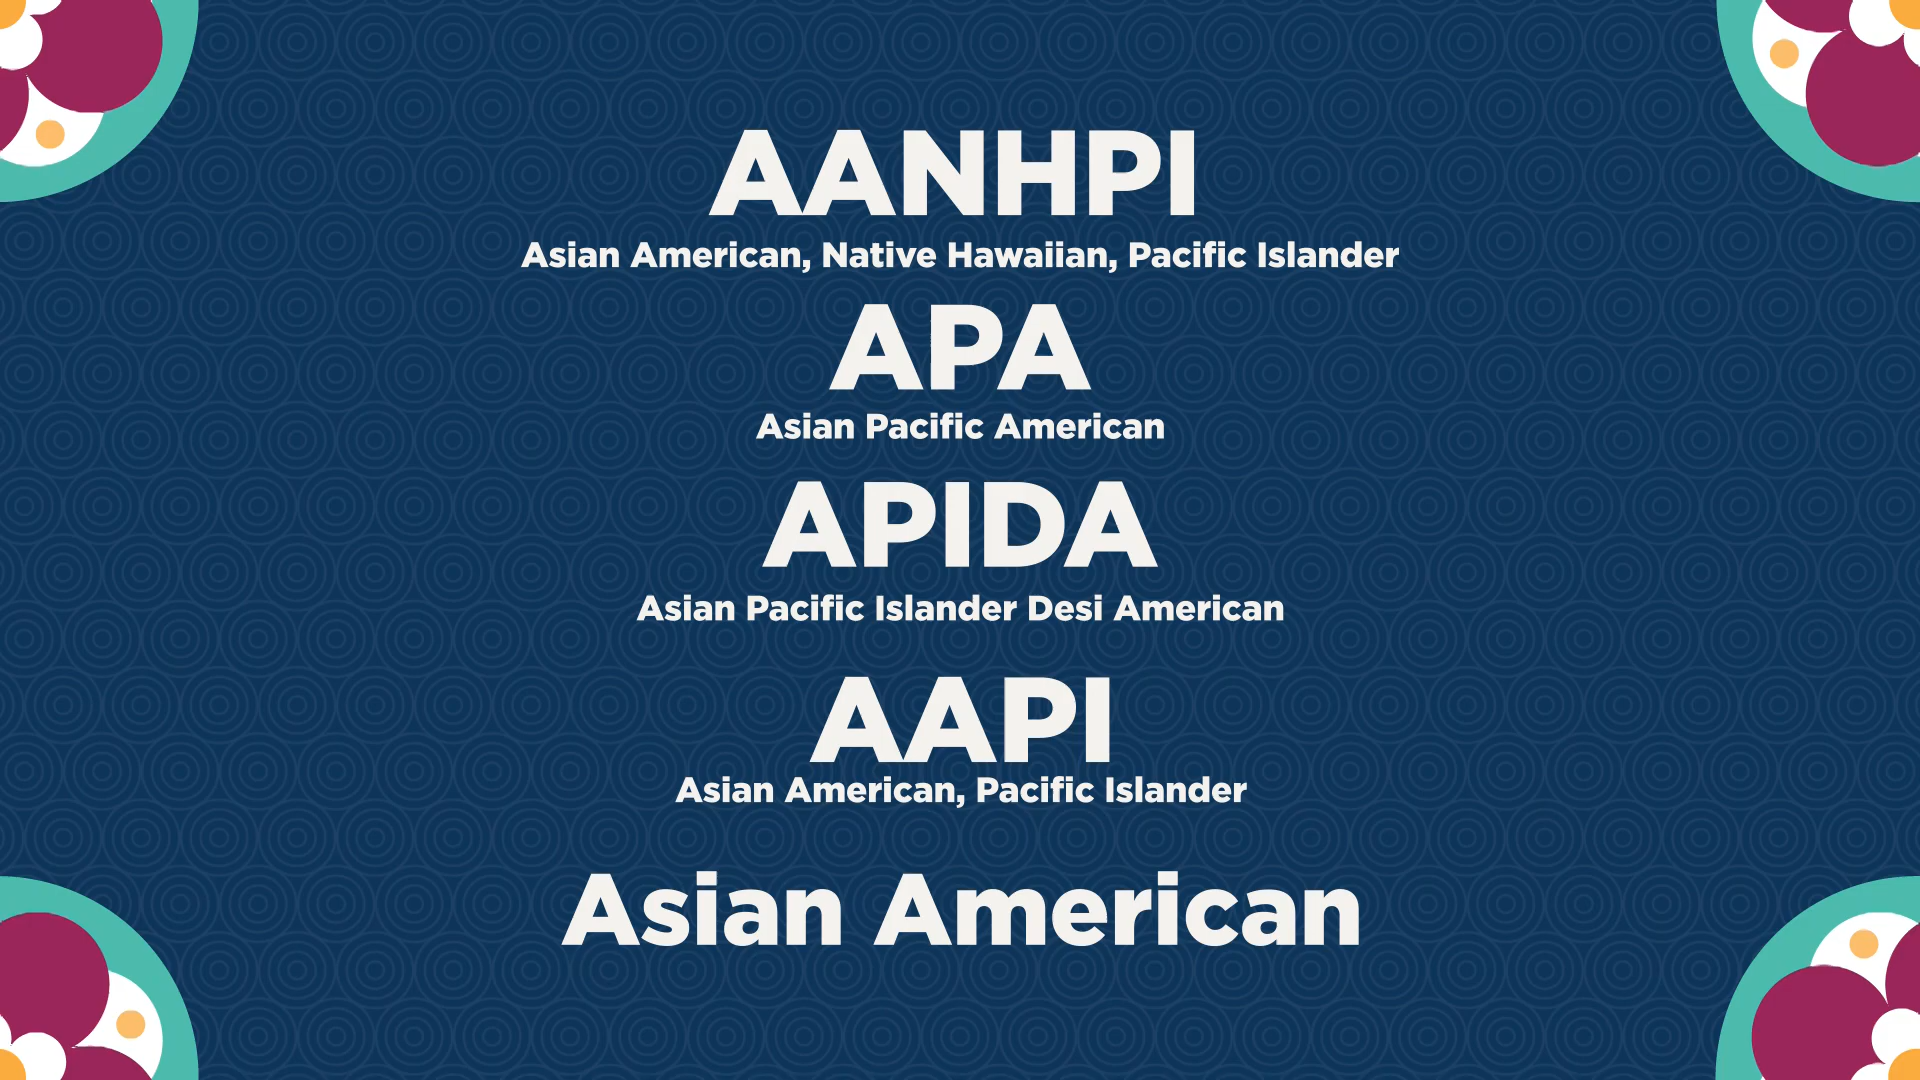 AANHPI
Asian American, Native Hawaiian, Pacific Islander
APA
Asian Pacific American
APIDA
Asian Pacific Islander Desi American
AAPI
Asian American, Pacific Islander
Asian American